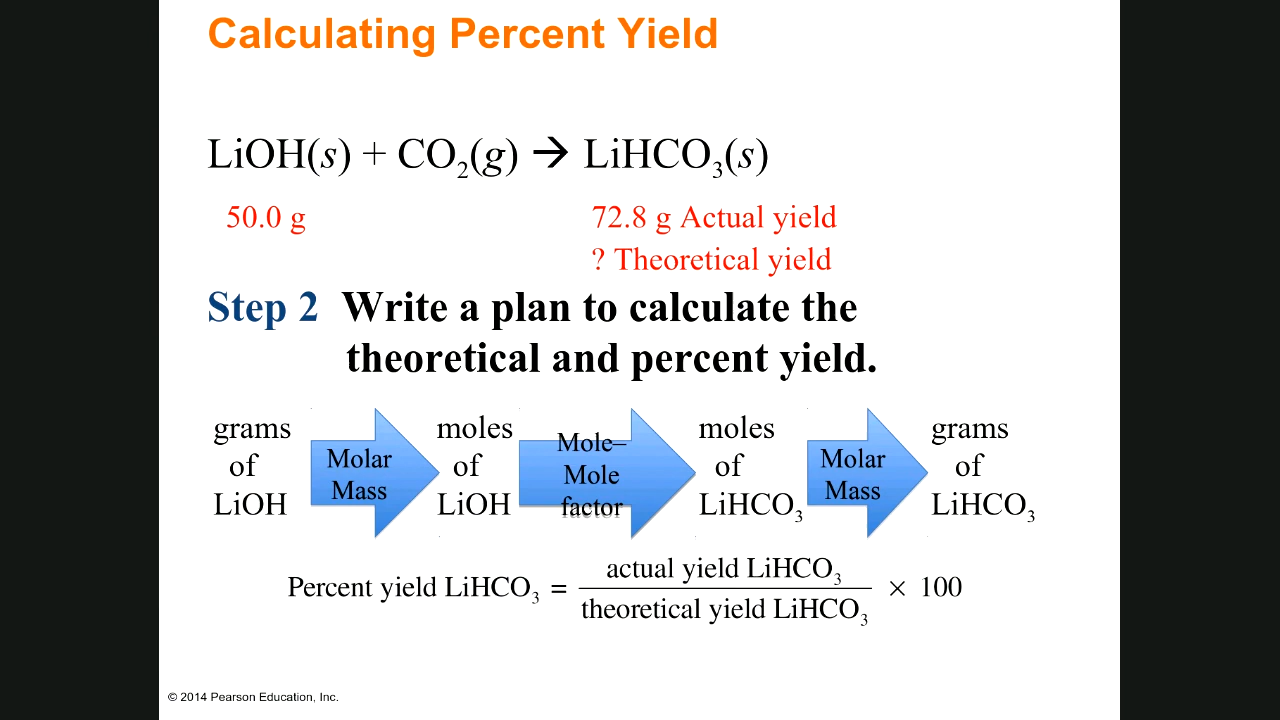 Calculating Percent Yield
LiOH(s) + CO₂(g) → LiHCO₃(s)
50.0 g 72.8 g Actual yield
? Theoretical yield
Step 2 Write a plan to calculate the
theoretical and percent yield.
grams of LiOH
Molar Mass
moles of LiOH
Mole–Mole factor
moles of LiHCO₃
Molar Mass
grams of LiHCO₃
Percent yield LiHCO₃ = actual yield LiHCO₃ / theoretical yield LiHCO₃ × 100
© 2014 Pearson Education, Inc.